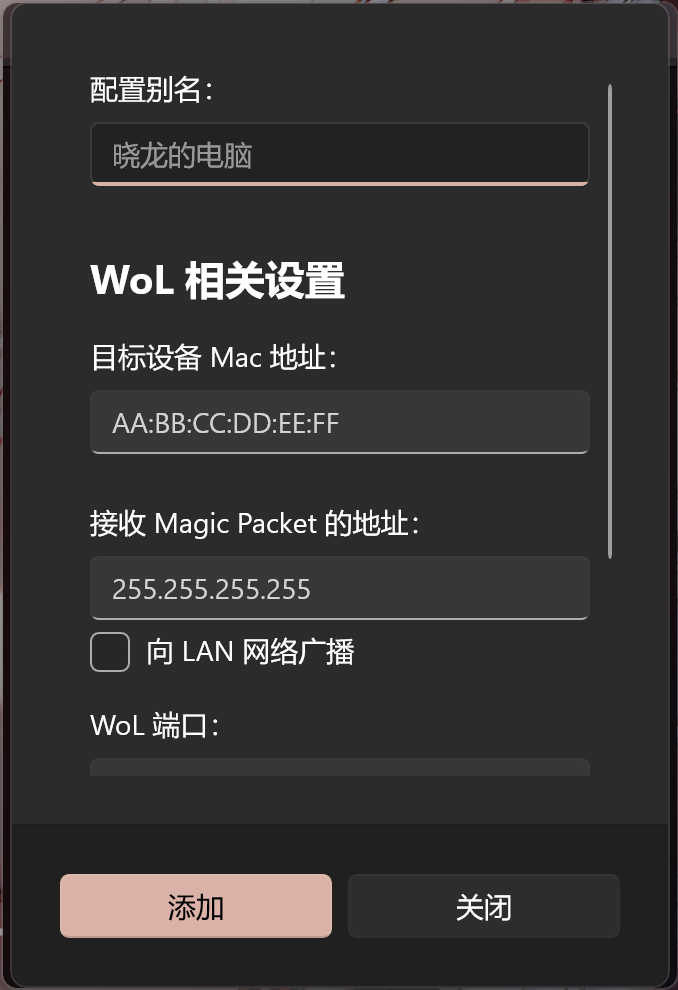 配置别名：
晓龙的电脑
WoL 相关设置
目标设备 Mac 地址：
AA:BB:CC:DD:EE:FF
接收 Magic Packet 的地址：
255.255.255.255
向 LAN 网络广播
WoL 端口：
添加
关闭